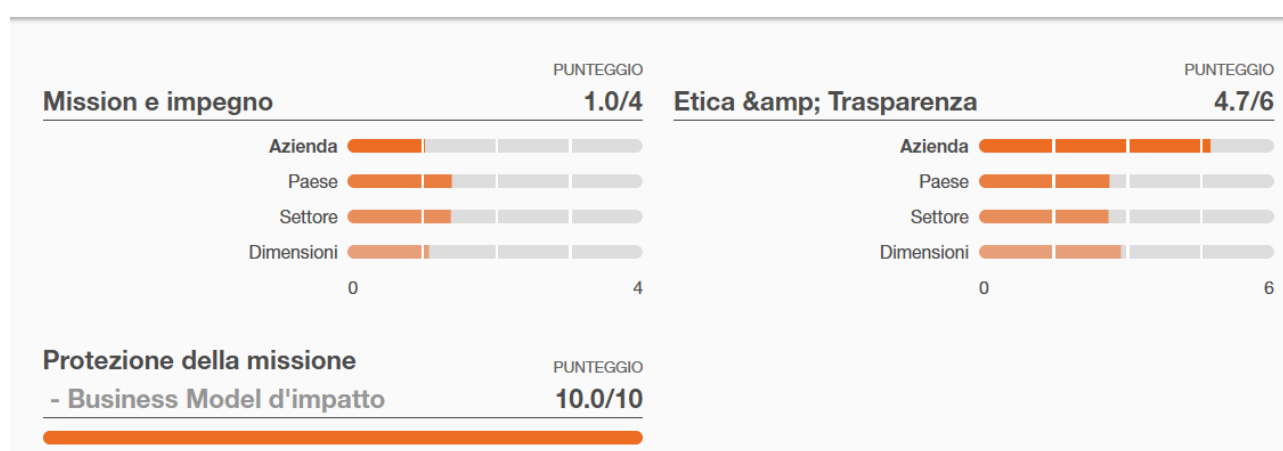 PUNTEGGIO
Mission e impegno 1.0/4
Azienda
Paese
Settore
Dimensioni
0 4
PUNTEGGIO
Etica &amp; Trasparenza 4.7/6
Azienda
Paese
Settore
Dimensioni
0 6
Protezione della missione PUNTEGGIO
- Business Model d'impatto 10.0/10